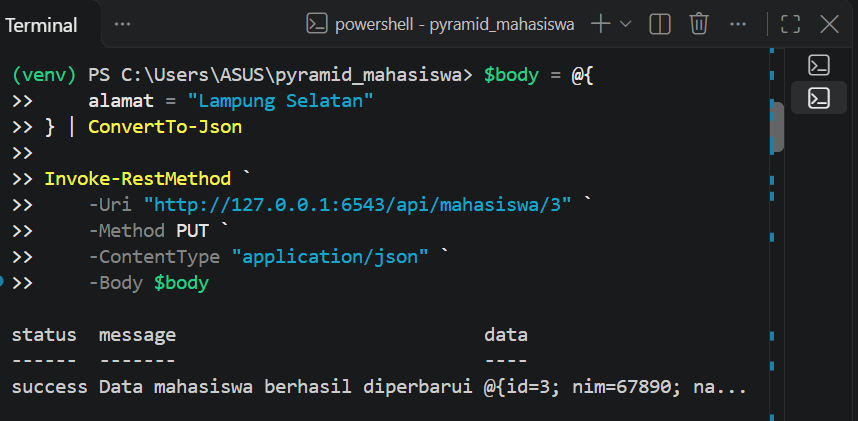 Terminal ... powershell - pyramid_mahasiswa ...
(venv) PS C:\Users\ASUS\pyramid_mahasiswa> $body = @{
>>     alamat = "Lampung Selatan"
>> } | ConvertTo-Json
>>
>> Invoke-RestMethod `
>>     -Uri "http://127.0.0.1:6543/api/mahasiswa/3" `
>>     -Method PUT `
>>     -ContentType "application/json" `
>>     -Body $body
status  message                            data
------  -------                            ----
success Data mahasiswa berhasil diperbarui @{id=3; nim=67890; na...